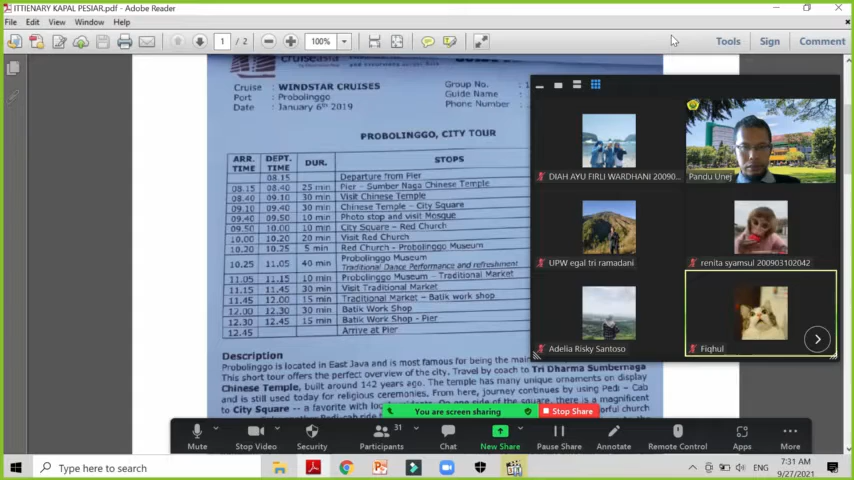 ITTIENARY KAPAL PESIAR.pdf - Adobe Reader
File Edit View Window Help
1 / 2
100%
Tools Sign Comment
cruiseasia
Cruise : WINDSTAR CRUISES
Group No. : 1
Port : Probolinggo
Guide Name :
Date : January 6th 2019
Phone Number :
PROBOLINGGO, CITY TOUR
ARR. TIME DEPT. TIME DUR. STOPS
08.15 Departure from Pier
08.15 08.40 25 min Pier - Sumber Naga Chinese Temple
08.40 09.10 30 min Visit Chinese Temple
09.10 09.40 30 min Chinese Temple - City Square
09.40 09.50 10 min Photo stop and visit Mosque
09.50 10.00 10 min City Square - Red Church
10.00 10.20 20 min Visit Red Church
10.20 10.25 5 min Red Church - Probolinggo Museum
10.25 11.05 40 min Probolinggo Museum
Traditional Dance Performance and refreshment
11.05 11.15 10 min Probolinggo Museum - Traditional Market
11.15 11.45 30 min Visit Traditional Market
11.45 12.00 15 min Traditional Market - Batik work shop
12.00 12.30 30 min Batik Work Shop
12.30 12.45 15 min Batik Work Shop - Pier
12.45 Arrive at Pier
Description
Probolinggo is located in East Java and is most famous for being the main
This short tour offers the perfect overview of the city. Travel by coach to Tri Dharma Sumbernaga
Chinese Temple, built around 142 years ago. The temple has many unique ornaments on display
and is still used today for religious ceremonies. From here, journey continues by using Pedi - Cab
to City Square -- a favorite with
there is a magnificent
church
DIAH AYU FIRLI WARDHANI 20090...
Pandu Unej
UPW egal tri ramadani
renita syamsul 200903102042
Adelia Risky Santoso
Fiqhul
You are screen sharing
Stop Share
31
Mute Stop Video Security Participants Chat New Share Pause Share Annotate Remote Control Apps More
Type here to search
ENG
7:31 AM
9/27/2021